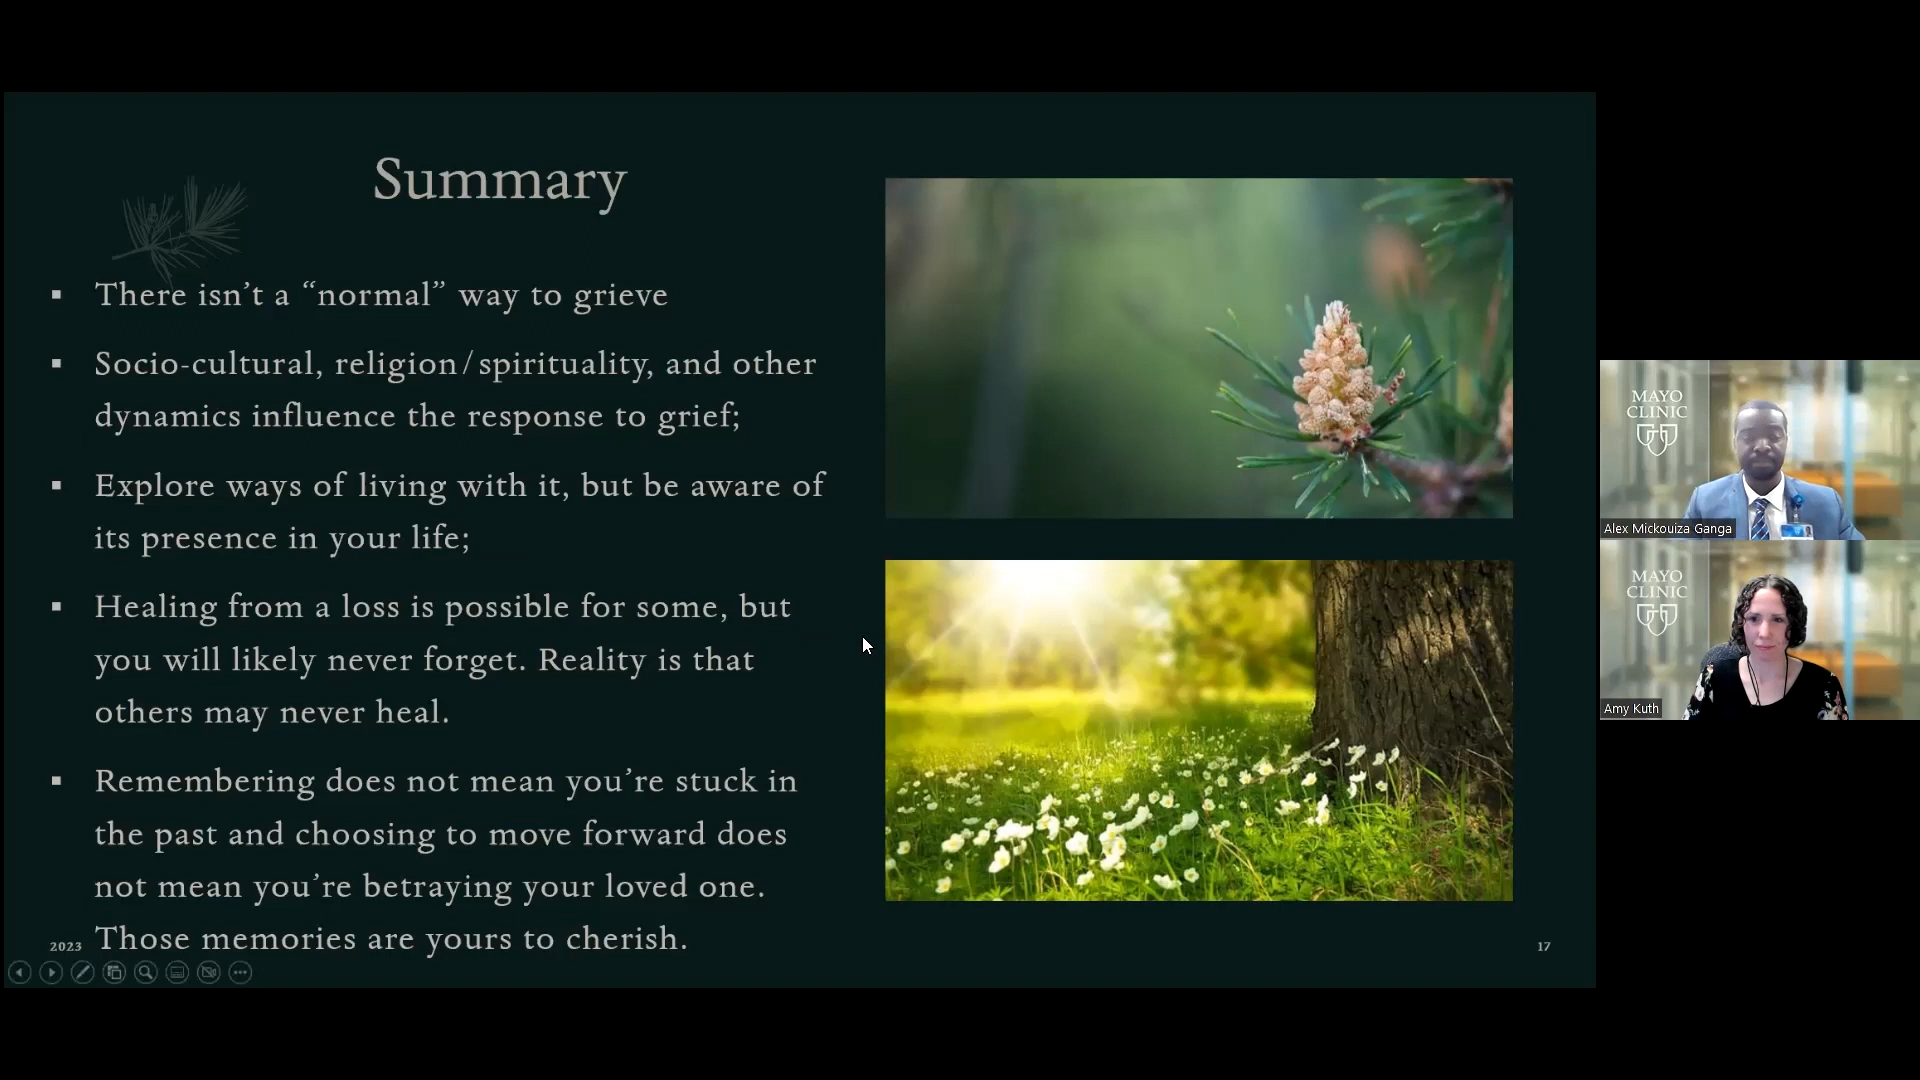 Summary
▪ There isn’t a “normal” way to grieve
▪ Socio-cultural, religion/spirituality, and other
dynamics influence the response to grief;
▪ Explore ways of living with it, but be aware of
its presence in your life;
▪ Healing from a loss is possible for some, but
you will likely never forget. Reality is that
others may never heal.
▪ Remembering does not mean you’re stuck in
the past and choosing to move forward does
not mean you’re betraying your loved one.
Those memories are yours to cherish.
2023
17
MAYO
CLINIC
Alex Mickouiza Ganga
MAYO
CLINIC
Amy Kuth